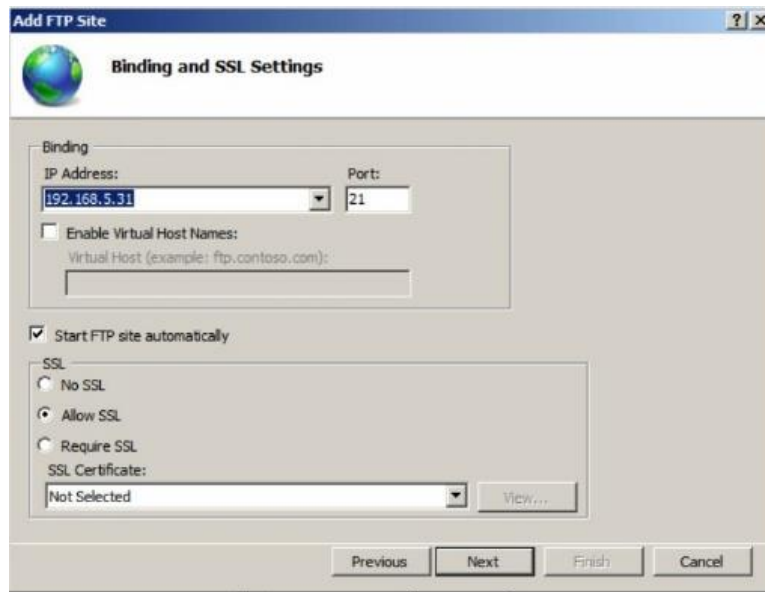 Add FTP Site
Binding and SSL Settings
Binding
IP Address: Port:
192.168.5.31 21
Enable Virtual Host Names:
Virtual Host (example: ftp.contoso.com):
Start FTP site automatically
SSL
No SSL
Allow SSL
Require SSL
SSL Certificate:
Not Selected View...
Previous Next Finish Cancel